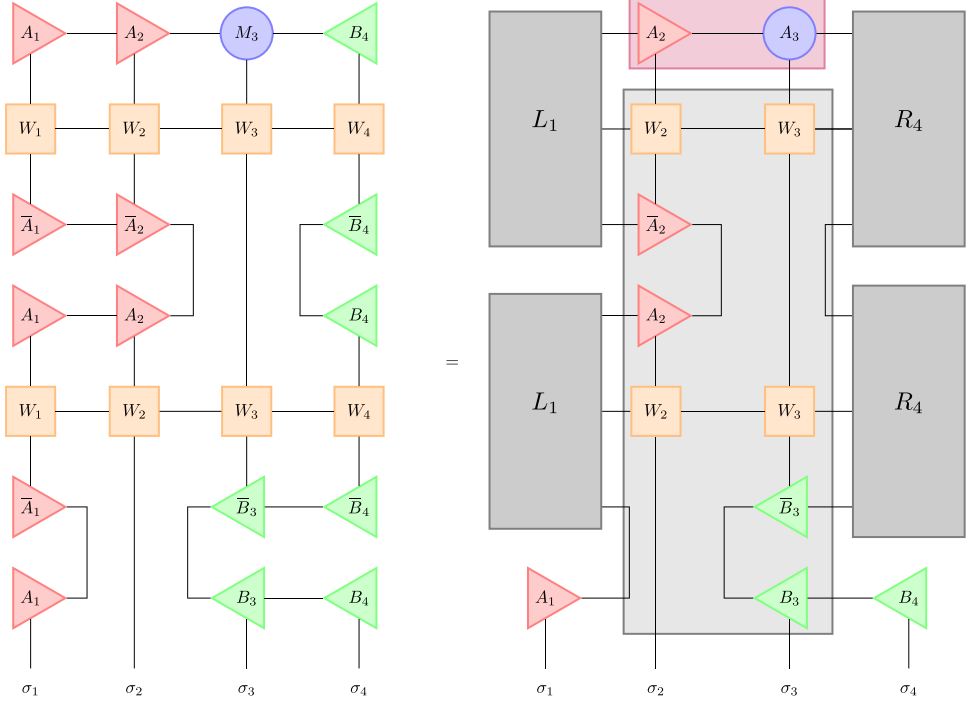 A₁ A₂ M₃ B₄ A₂ A₃
L₁ R₄
W₁ W₂ W₃ W₄ W₂ W₃
A̅₁ A̅₂ B̅₄ A̅₂
A₁ A₂ B₄ A₂
=
L₁ R₄
W₁ W₂ W₃ W₄ W₂ W₃
A̅₁ B̅₃ B̅₄ B̅₃
A₁ B₃ B₄ A₁ B₃ B₄
σ₁ σ₂ σ₃ σ₄ σ₁ σ₂ σ₃ σ₄